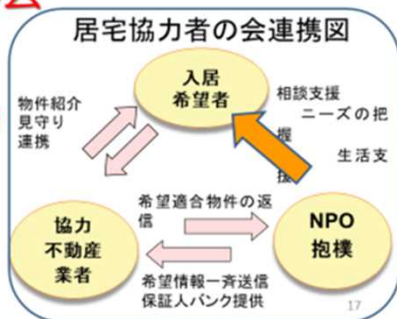 会
居宅協力者の会連携図
入居
希望者
物件紹介
見守り
連携
相談支援
ニーズの把
握
生活支
援
希望適合物件の返
信
協力
不動産
業者
NPO
抱樸
希望情報一斉送信
保証人バンク提供
17